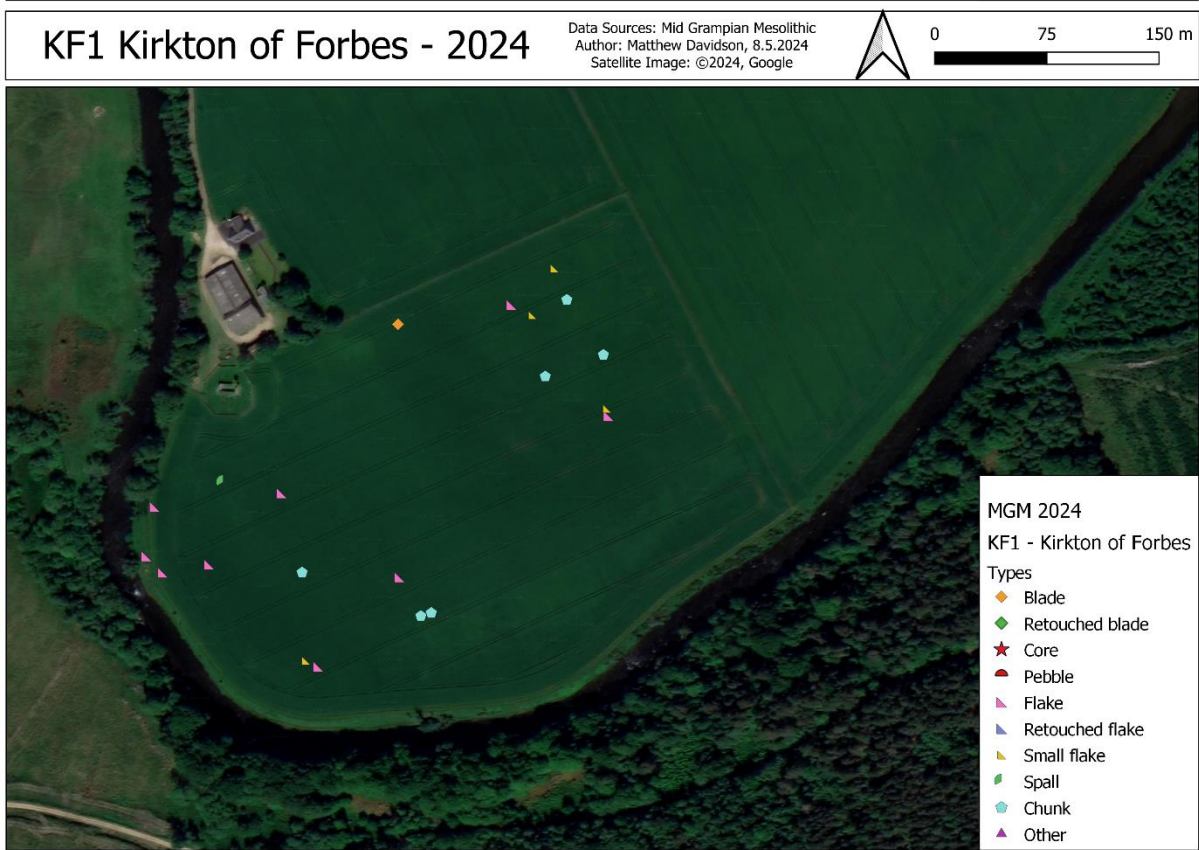 KF1 Kirkton of Forbes - 2024
Data Sources: Mid Grampian Mesolithic
Author: Matthew Davidson, 8.5.2024
Satellite Image: ©2024, Google
0 75 150 m
MGM 2024
KF1 - Kirkton of Forbes
Types
Blade
Retouched blade
Core
Pebble
Flake
Retouched flake
Small flake
Spall
Chunk
Other